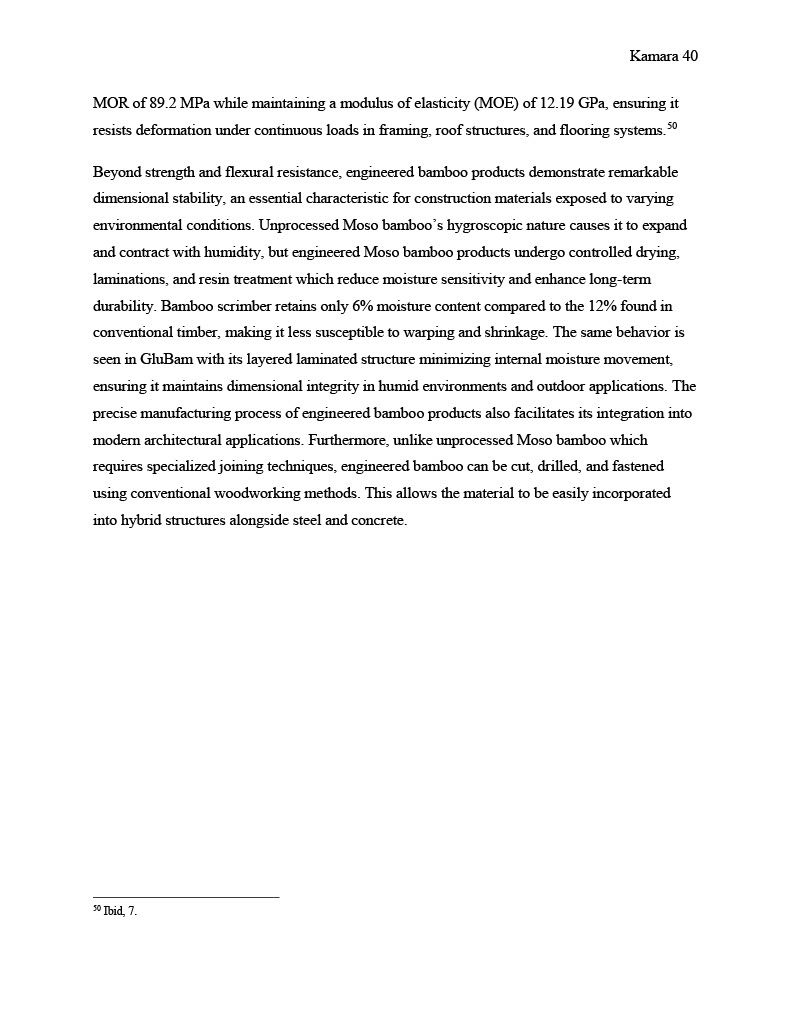 Kamara 40
MOR of 89.2 MPa while maintaining a modulus of elasticity (MOE) of 12.19 GPa, ensuring it
resists deformation under continuous loads in framing, roof structures, and flooring systems.⁵⁰
Beyond strength and flexural resistance, engineered bamboo products demonstrate remarkable
dimensional stability, an essential characteristic for construction materials exposed to varying
environmental conditions. Unprocessed Moso bamboo’s hygroscopic nature causes it to expand
and contract with humidity, but engineered Moso bamboo products undergo controlled drying,
laminations, and resin treatment which reduce moisture sensitivity and enhance long-term
durability. Bamboo scrimber retains only 6% moisture content compared to the 12% found in
conventional timber, making it less susceptible to warping and shrinkage. The same behavior is
seen in GluBam with its layered laminated structure minimizing internal moisture movement,
ensuring it maintains dimensional integrity in humid environments and outdoor applications. The
precise manufacturing process of engineered bamboo products also facilitates its integration into
modern architectural applications. Furthermore, unlike unprocessed Moso bamboo which
requires specialized joining techniques, engineered bamboo can be cut, drilled, and fastened
using conventional woodworking methods. This allows the material to be easily incorporated
into hybrid structures alongside steel and concrete.
⁵⁰ Ibid, 7.